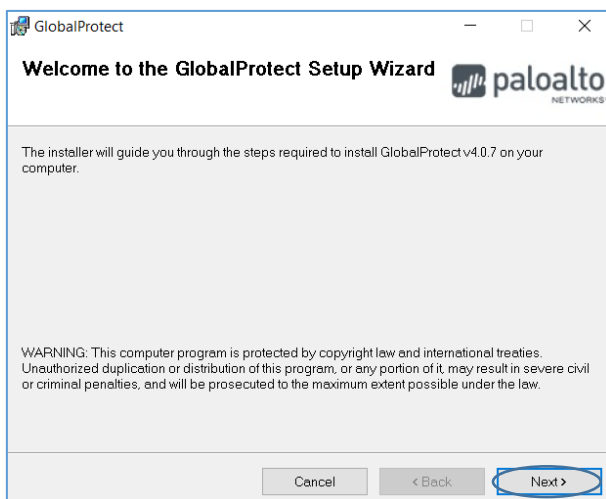 GlobalProtect
Welcome to the GlobalProtect Setup Wizard
paloalto
NETWORKS
The installer will guide you through the steps required to install GlobalProtect v4.0.7 on your
computer.
WARNING: This computer program is protected by copyright law and international treaties.
Unauthorized duplication or distribution of this program, or any portion of it, may result in severe civil
or criminal penalties, and will be prosecuted to the maximum extent possible under the law.
Cancel < Back Next >